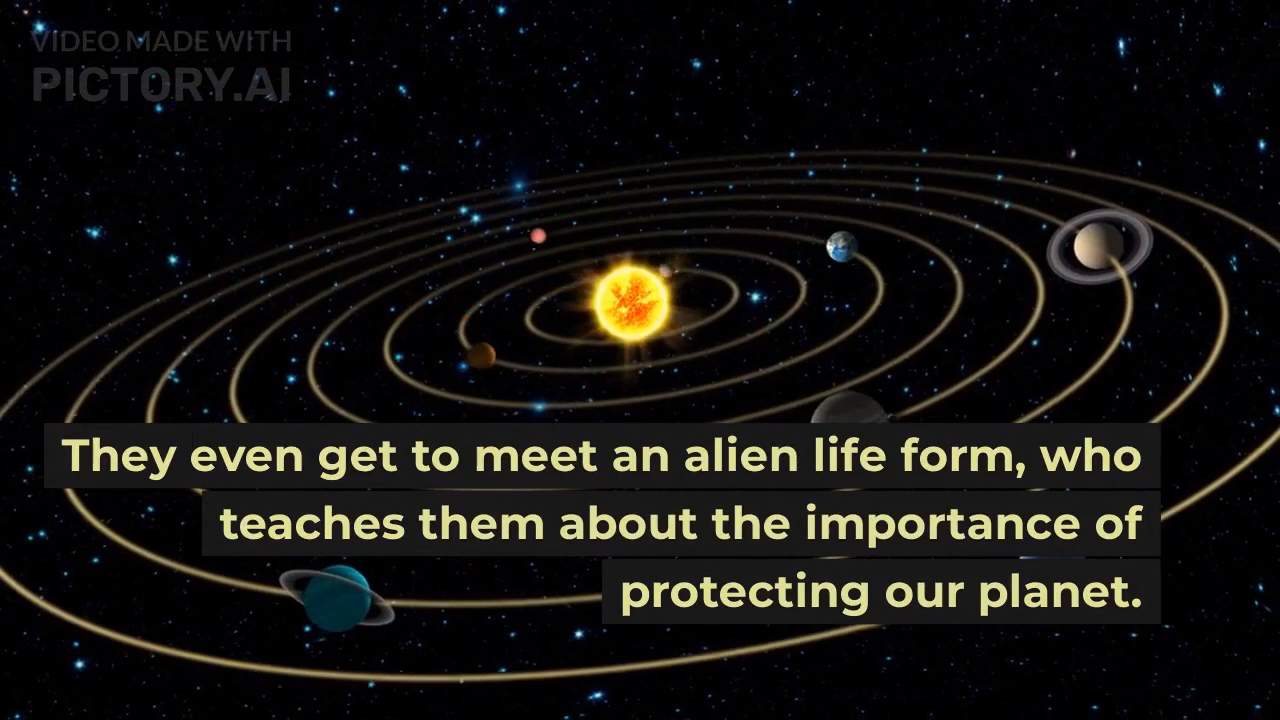 VIDEO MADE WITH
PICTORY.AI
They even get to meet an alien life form, who
teaches them about the importance of
protecting our planet.